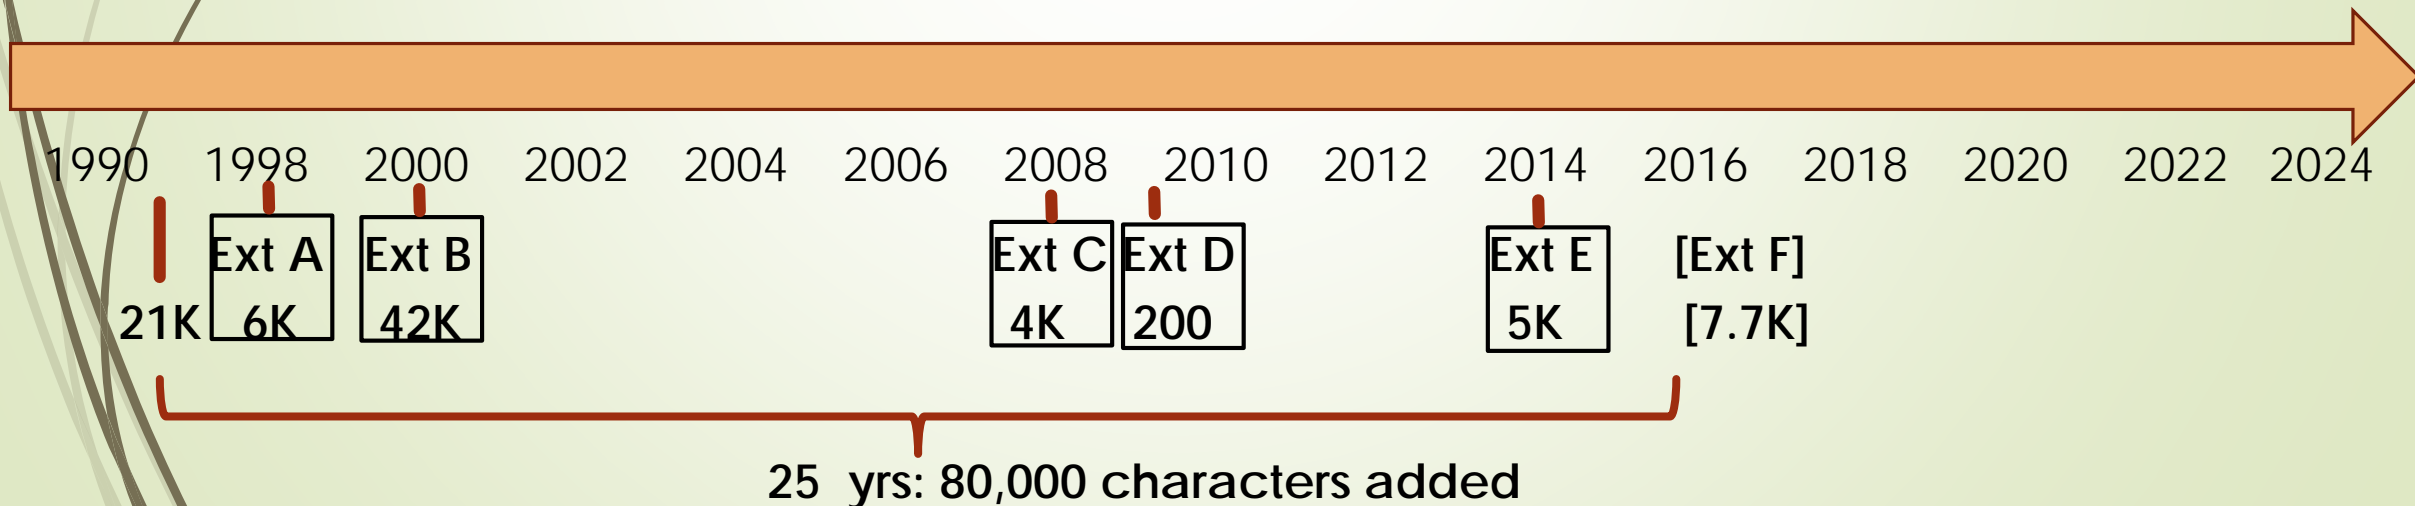 1990 1998 2000 2002 2004 2006 2008 2010 2012 2014 2016 2018 2020 2022 2024
Ext A Ext B Ext C Ext D Ext E [Ext F]
21K 6K 42K 4K 200 5K [7.7K]
25 yrs: 80,000 characters added